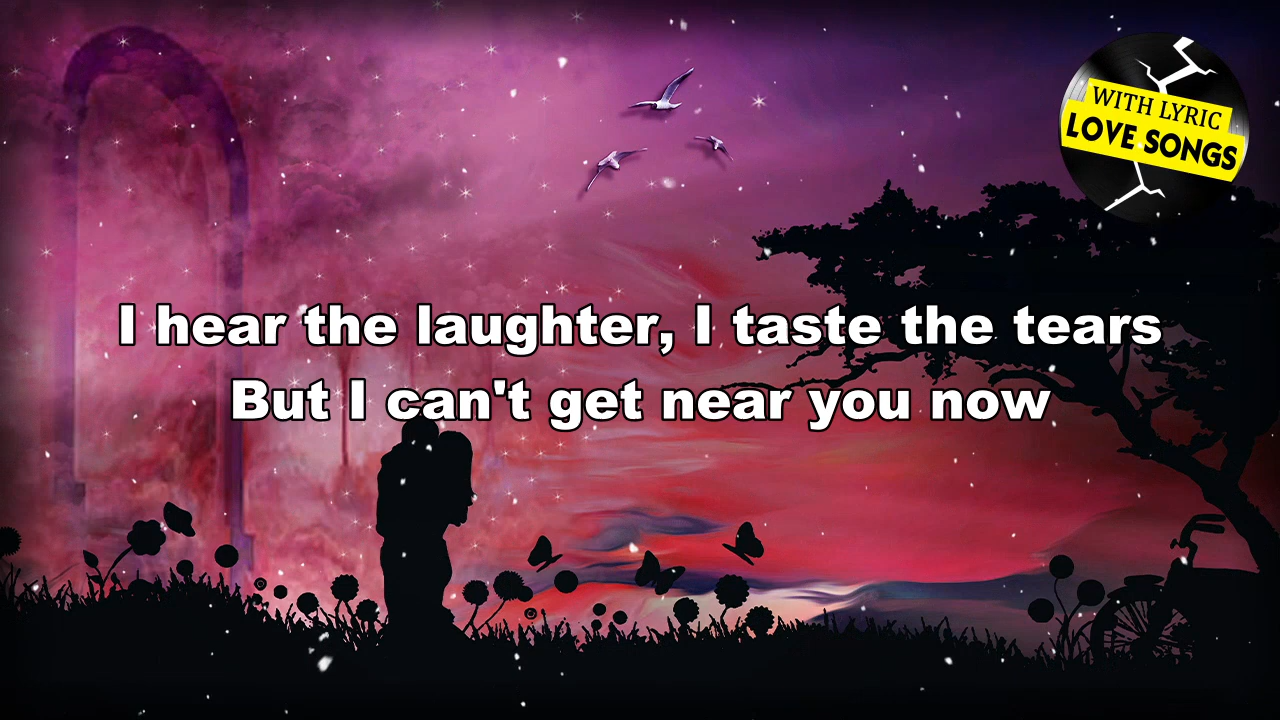 WITH LYRIC
LOVE SONGS
I hear the laughter, I taste the tears
But I can't get near you now